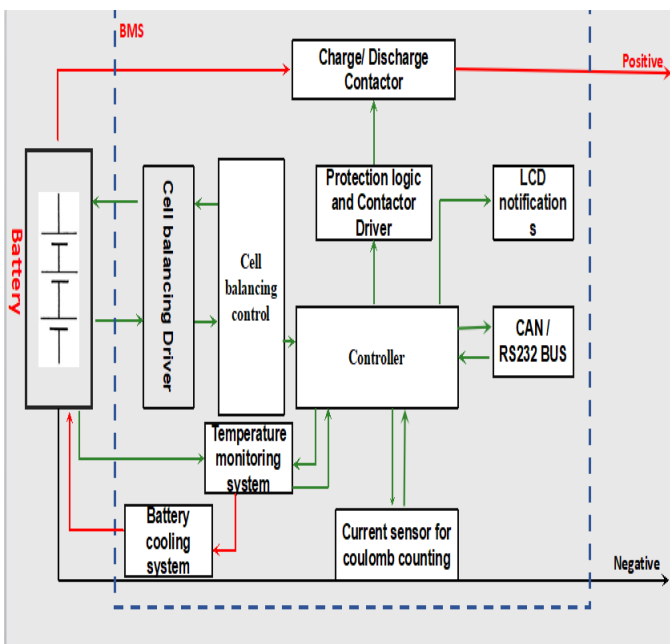 BMS
Charge/ Discharge
Contactor
Positive
Battery
Cell balancing Driver
Cell
balancing
control
Protection logic
and Contactor
Driver
LCD
notification
s
Controller
CAN /
RS232 BUS
Temperature
monitoring
system
Battery
cooling
system
Current sensor for
coulomb counting
Negative